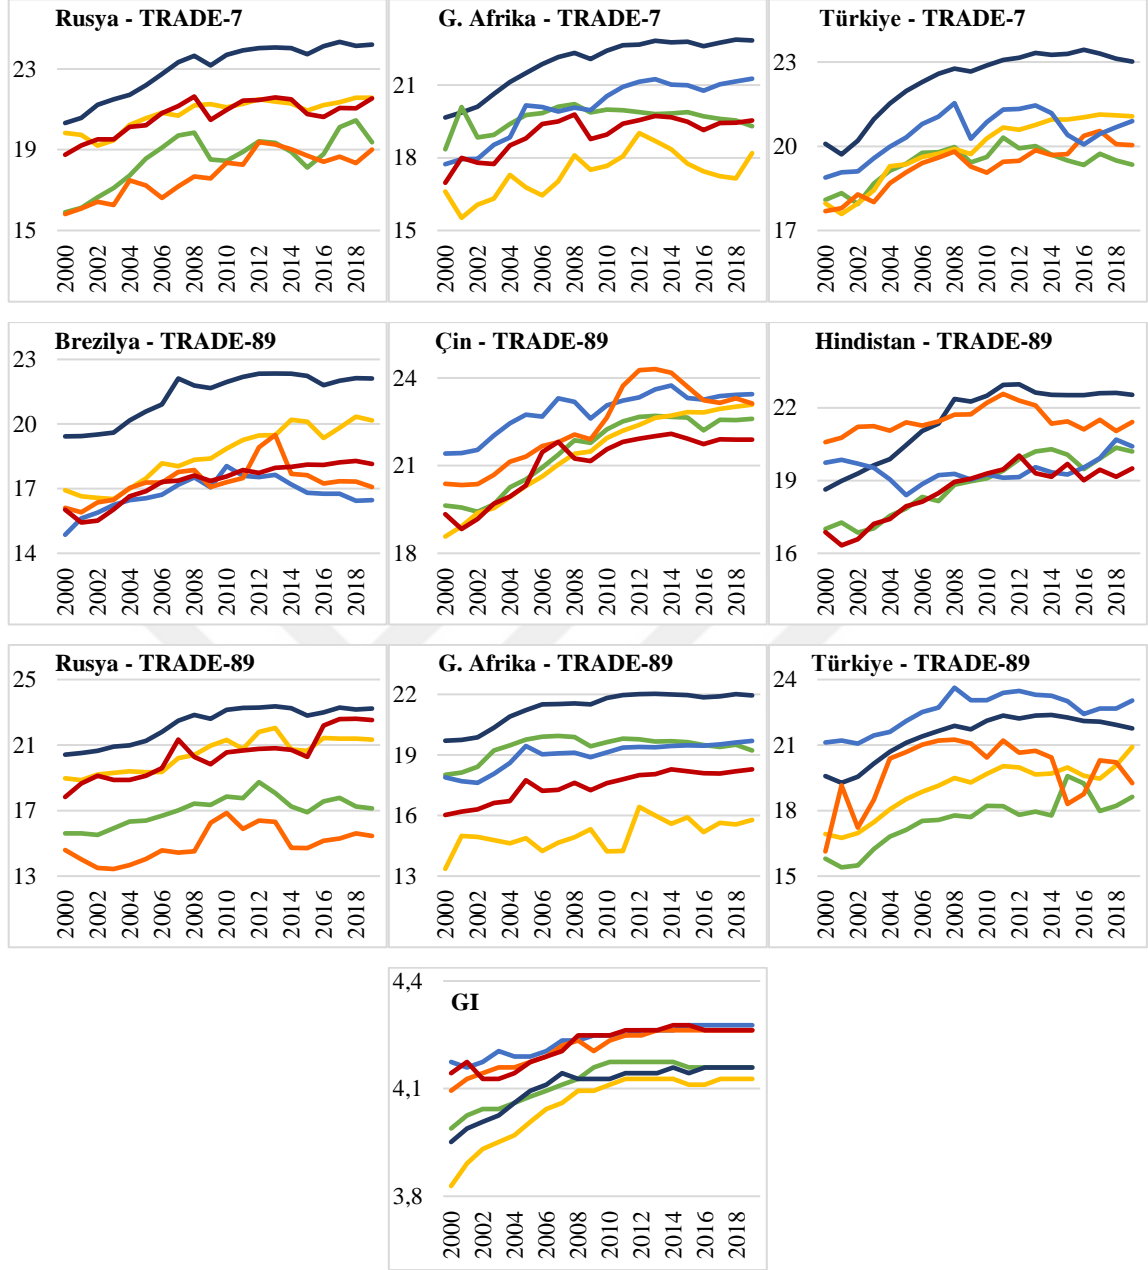 Rusya - TRADE-7
23
19
15
2000 2002 2004 2006 2008 2010 2012 2014 2016 2018
G. Afrika - TRADE-7
21
18
15
2000 2002 2004 2006 2008 2010 2012 2014 2016 2018
Türkiye - TRADE-7
23
20
17
2000 2002 2004 2006 2008 2010 2012 2014 2016 2018
Brezilya - TRADE-89
23
20
17
14
2000 2002 2004 2006 2008 2010 2012 2014 2016 2018
Çin - TRADE-89
24
21
18
2000 2002 2004 2006 2008 2010 2012 2014 2016 2018
Hindistan - TRADE-89
22
19
16
2000 2002 2004 2006 2008 2010 2012 2014 2016 2018
Rusya - TRADE-89
25
21
17
13
2000 2002 2004 2006 2008 2010 2012 2014 2016 2018
G. Afrika - TRADE-89
22
19
16
13
2000 2002 2004 2006 2008 2010 2012 2014 2016 2018
Türkiye - TRADE-89
24
21
18
15
2000 2002 2004 2006 2008 2010 2012 2014 2016 2018
GI
4,4
4,1
3,8
2000 2002 2004 2006 2008 2010 2012 2014 2016 2018